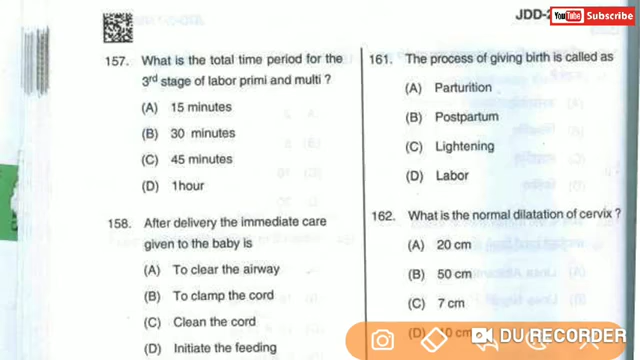 JDD-2
YouTube Subscribe
157. What is the total time period for the
3rd stage of labor primi and multi ?
(A) 15 minutes
(B) 30 minutes
(C) 45 minutes
(D) 1hour
158. After delivery the immediate care
given to the baby is
(A) To clear the airway
(B) To clamp the cord
(C) Clean the cord
(D) Initiate the feeding
161. The process of giving birth is called as
(A) Parturition
(B) Postpartum
(C) Lightening
(D) Labor
162. What is the normal dilatation of cervix ?
(A) 20 cm
(B) 50 cm
(C) 7 cm
(D) 10 cm
DU RECORDER